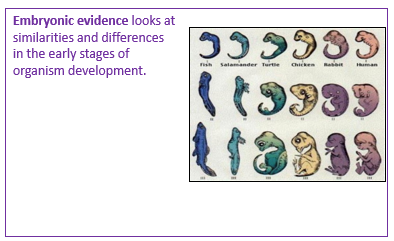 Embryonic evidence looks at
similarities and differences
in the early stages of
organism development.
Fish Salamander Turtle Chicken Rabbit Human